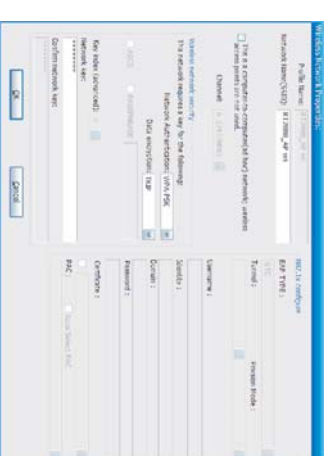 Wireless Network Properties:
Profile Name:
Network Name(SSID):
This is a computer-to-computer(ad hoc) network; wireless
access points are not used.
Channel:
Wireless network security
The network requires a key for the following:
Network Authentication: WPA-PSK
Data encryption: TKIP
ASCII
PASSPHRASE
Key index (advanced):
Network key:
********
Confirm network key:
********
OK
Cancel
802.1x configure
EAP TYPE :
GTC
Tunnel :
Provision Mode :
Username :
Identity :
Domain :
Password :
Certificate :
PAC :
Auto Select PAC